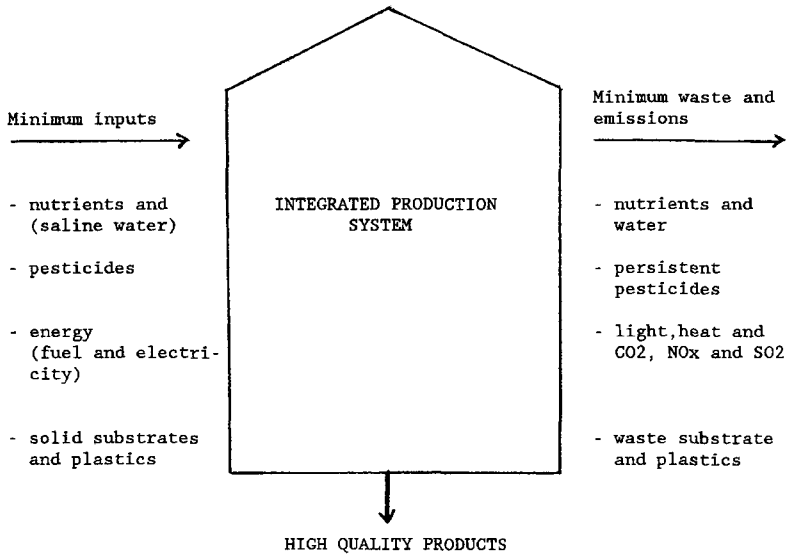 Minimum inputs
- nutrients and
(saline water)
- pesticides
- energy
(fuel and electri-
city)
- solid substrates
and plastics
INTEGRATED PRODUCTION
SYSTEM
Minimum waste and
emissions
- nutrients and
water
- persistent
pesticides
- light,heat and
CO2, NOx and SO2
- waste substrate
and plastics
HIGH QUALITY PRODUCTS